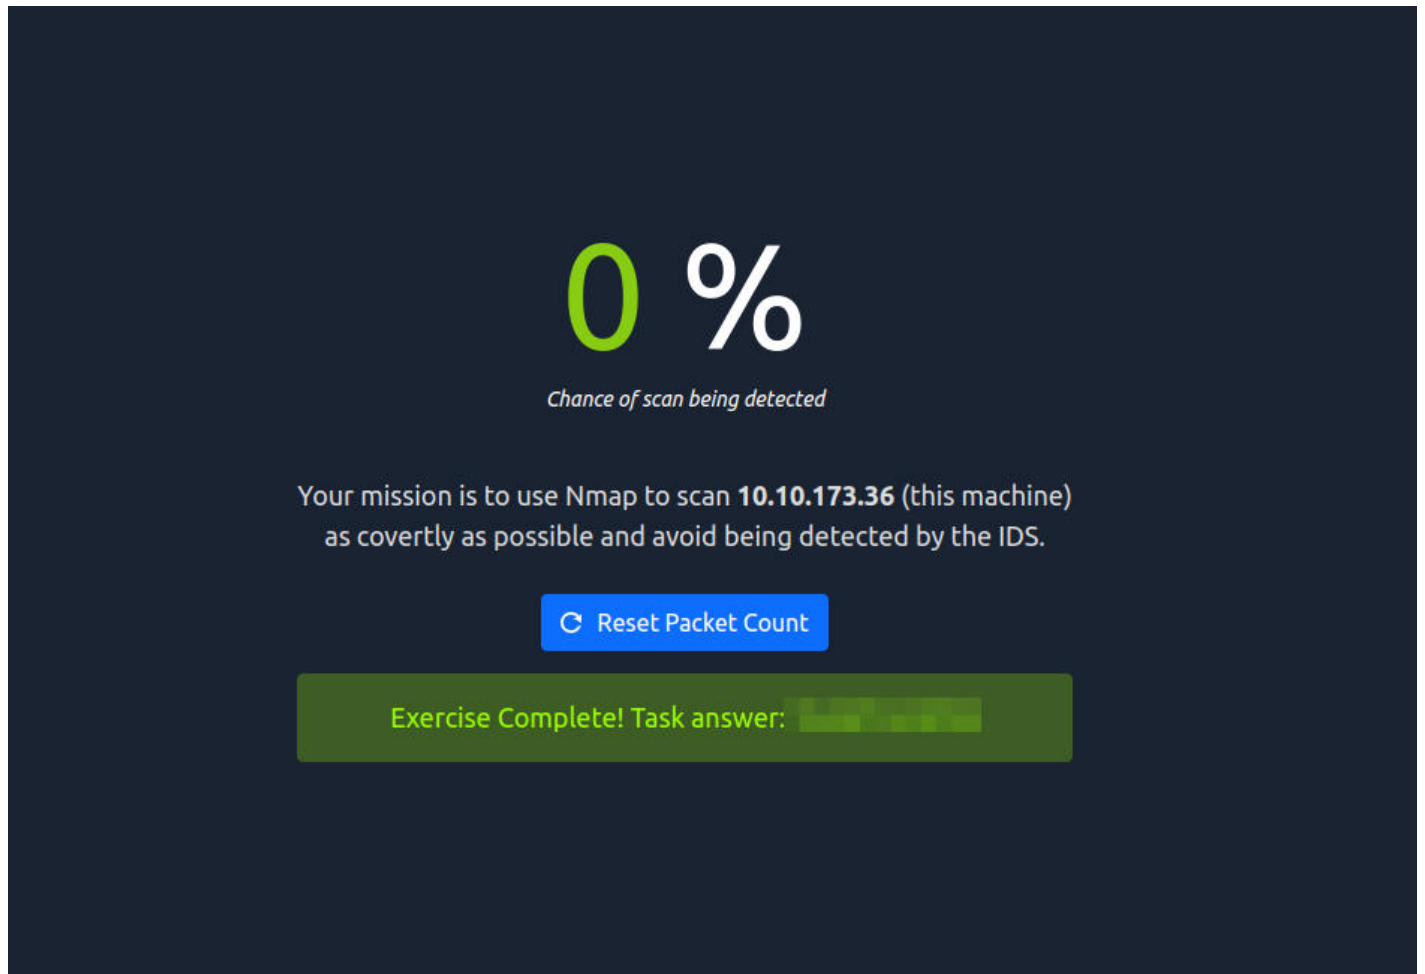 0 %
Chance of scan being detected
Your mission is to use Nmap to scan 10.10.173.36 (this machine)
as covertly as possible and avoid being detected by the IDS.
Reset Packet Count
Exercise Complete! Task answer: